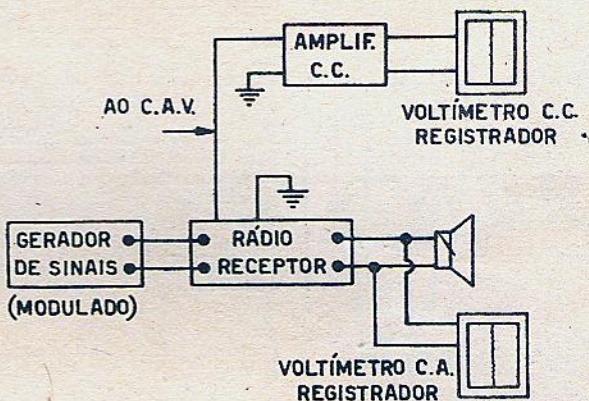 AMPLIF.
C.C.
AO C.A.V.
VOLTÍMETRO C.C.
REGISTRADOR
GERADOR
DE SINAIS
(MODULADO)
RÁDIO
RECEPTOR
VOLTÍMETRO C.A.
REGISTRADOR